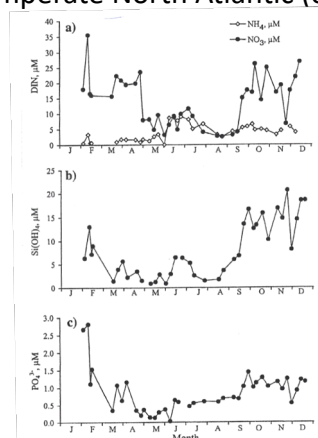 mperate North Atlantic (
a)
NH₄, µM
NO₃, µM
DIN, µM
40
35
30
25
20
15
10
5
0
J F M A M J J A S O N D
b)
Si(OH)₄, µM
25
20
15
10
5
0
J F M A M J J A S O N D
c)
PO₄³⁻, µM
3.0
2.5
2.0
1.5
1.0
0.5
0.0
J F M A M J J A S O N D
Month